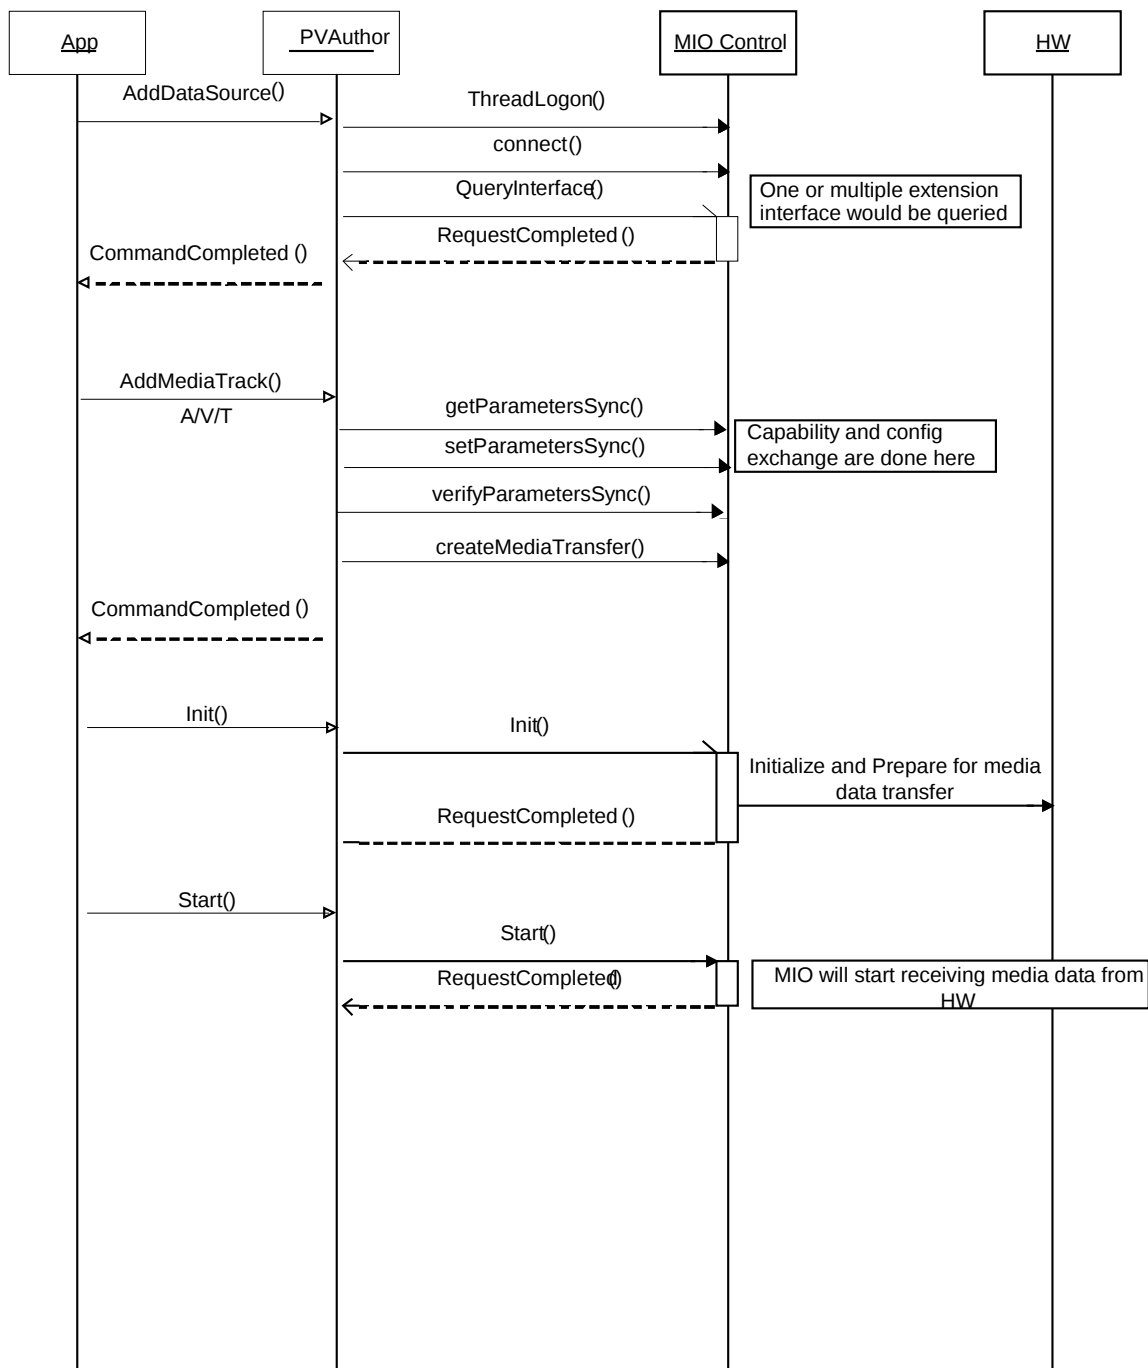 App
PVAuthor
MIO Control
HW
AddDataSource()
ThreadLogon()
connect()
QueryInterface()
One or multiple extension
interface would be queried
RequestCompleted ()
CommandCompleted ()
AddMediaTrack()
A/V/T
getParametersSync()
Capability and config
exchange are done here
setParametersSync()
verifyParametersSync()
createMediaTransfer()
CommandCompleted ()
Init()
Init()
Initialize and Prepare for media
data transfer
RequestCompleted ()
Start()
Start()
RequestCompleted()
MIO will start receiving media data from
HW